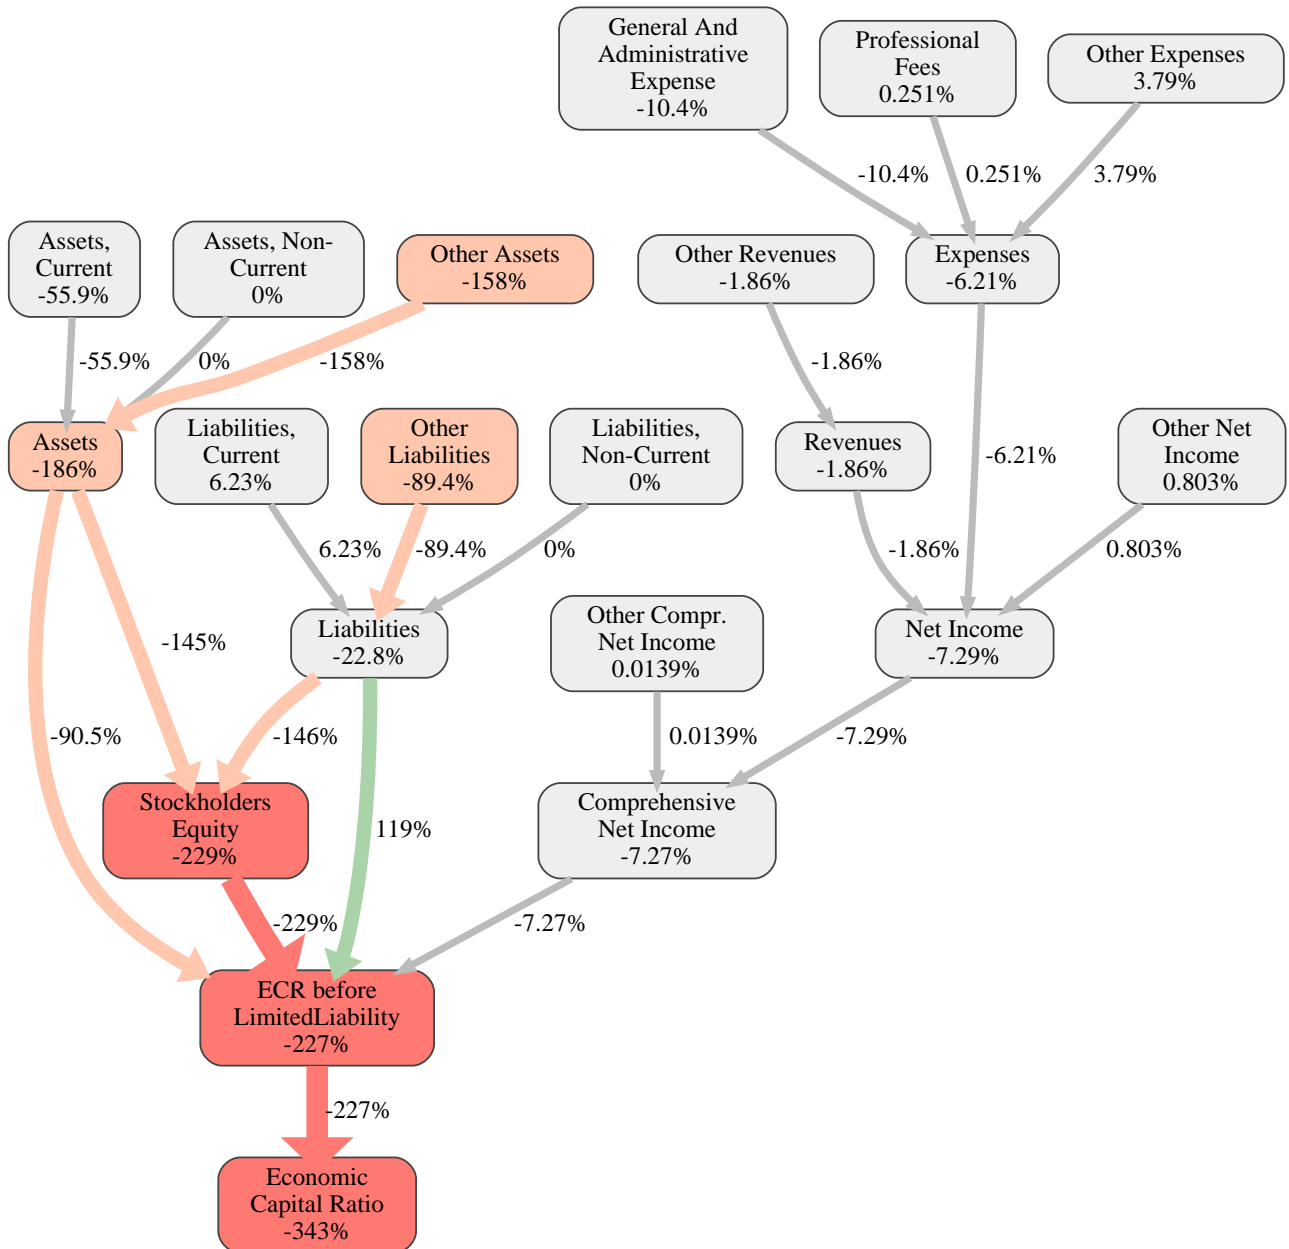 General And
Administrative
Expense
-10.4%
Professional
Fees
0.251%
Other Expenses
3.79%
-10.4%
0.251%
3.79%
Assets,
Current
-55.9%
Assets, Non-
Current
0%
Other Assets
-158%
Other Revenues
-1.86%
Expenses
-6.21%
-55.9%
0%
-158%
-1.86%
Assets
-186%
Liabilities,
Current
6.23%
Other
Liabilities
-89.4%
Liabilities,
Non-Current
0%
Revenues
-1.86%
-6.21%
Other Net
Income
0.803%
6.23%
-89.4%
0%
-1.86%
0.803%
Liabilities
-22.8%
Other Compr.
Net Income
0.0139%
Net Income
-7.29%
-145%
-90.5%
-146%
0.0139%
-7.29%
Stockholders
Equity
-229%
119%
Comprehensive
Net Income
-7.27%
-229%
-7.27%
ECR before
LimitedLiability
-227%
-227%
Economic
Capital Ratio
-343%